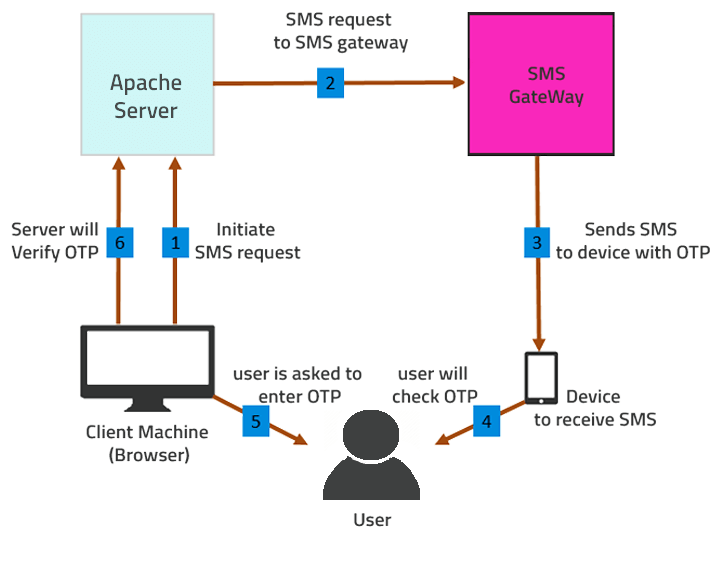 SMS request
to SMS gateway
Apache
Server
2
SMS
GateWay
Server will
Verify OTP
6
1
Initiate
SMS request
3
Sends SMS
to device with OTP
user is asked to
enter OTP
5
user will
check OTP
4
Device
to receive SMS
Client Machine
(Browser)
User